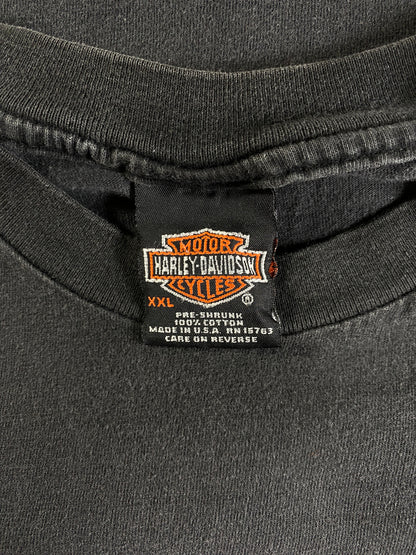 MOTOR
HARLEY-DAVIDSON
CYCLES
XXL ®
PRE-SHRUNK
100% COTTON
MADE IN U.S.A. RN 15763
CARE ON REVERSE